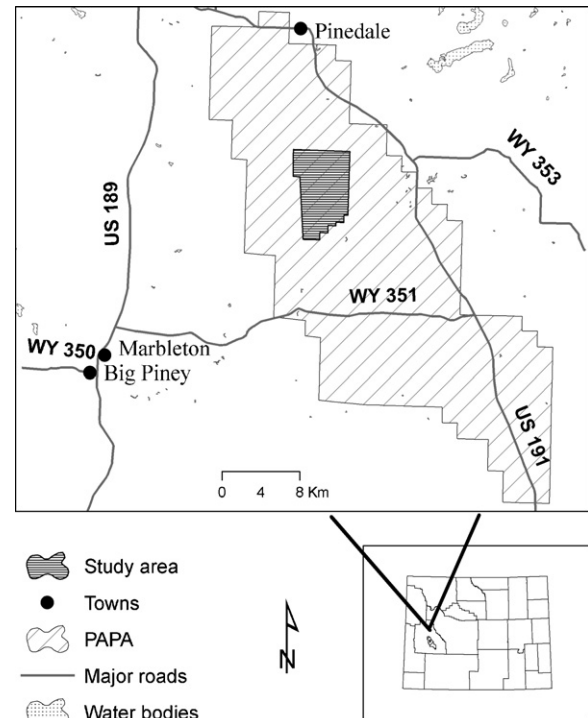 Pinedale
WY 353
US 189
WY 351
WY 350
Marbleton
Big Piney
US 191
0 4 8 Km
Study area
Towns
PAPA
Major roads
Water bodies
N